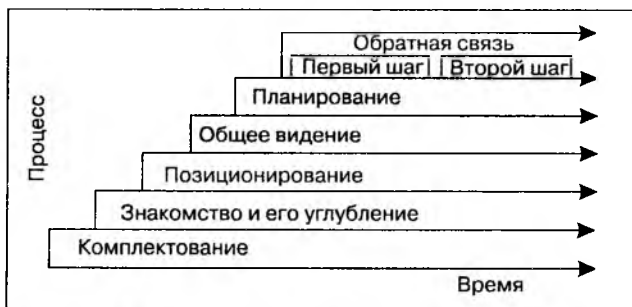 Обратная связь
Первый шаг Второй шаг
Планирование
Общее видение
Позиционирование
Знакомство и его углубление
Комплектование
Время
Процесс